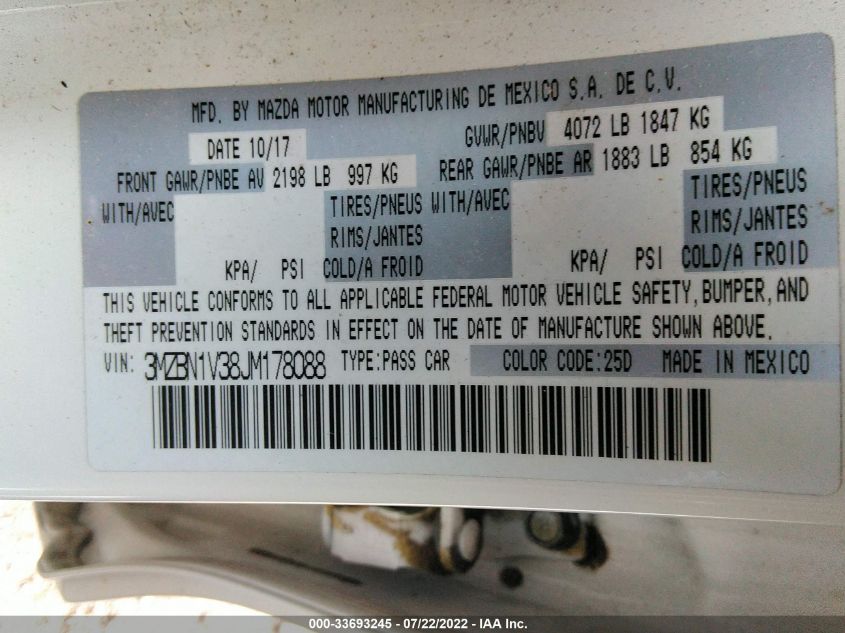 MFD. BY MAZDA MOTOR MANUFACTURING DE MEXICO S.A. DE C.V.
DATE 10/17 GVWR/PNBV 4072 LB 1847 KG
FRONT GAWR/PNBE AV 2198 LB 997 KG REAR GAWR/PNBE AR 1883 LB 854 KG
WITH/AVEC TIRES/PNEUS WITH/AVEC TIRES/PNEUS
RIMS/JANTES RIMS/JANTES
KPA/ PSI COLD/A FROID KPA/ PSI COLD/A FROID
THIS VEHICLE CONFORMS TO ALL APPLICABLE FEDERAL MOTOR VEHICLE SAFETY, BUMPER, AND
THEFT PREVENTION STANDARDS IN EFFECT ON THE DATE OF MANUFACTURE SHOWN ABOVE.
VIN: 3MZBN1V38JM178088 TYPE:PASS CAR COLOR CODE:25D MADE IN MEXICO
000-33693245 - 07/22/2022 - IAA Inc.